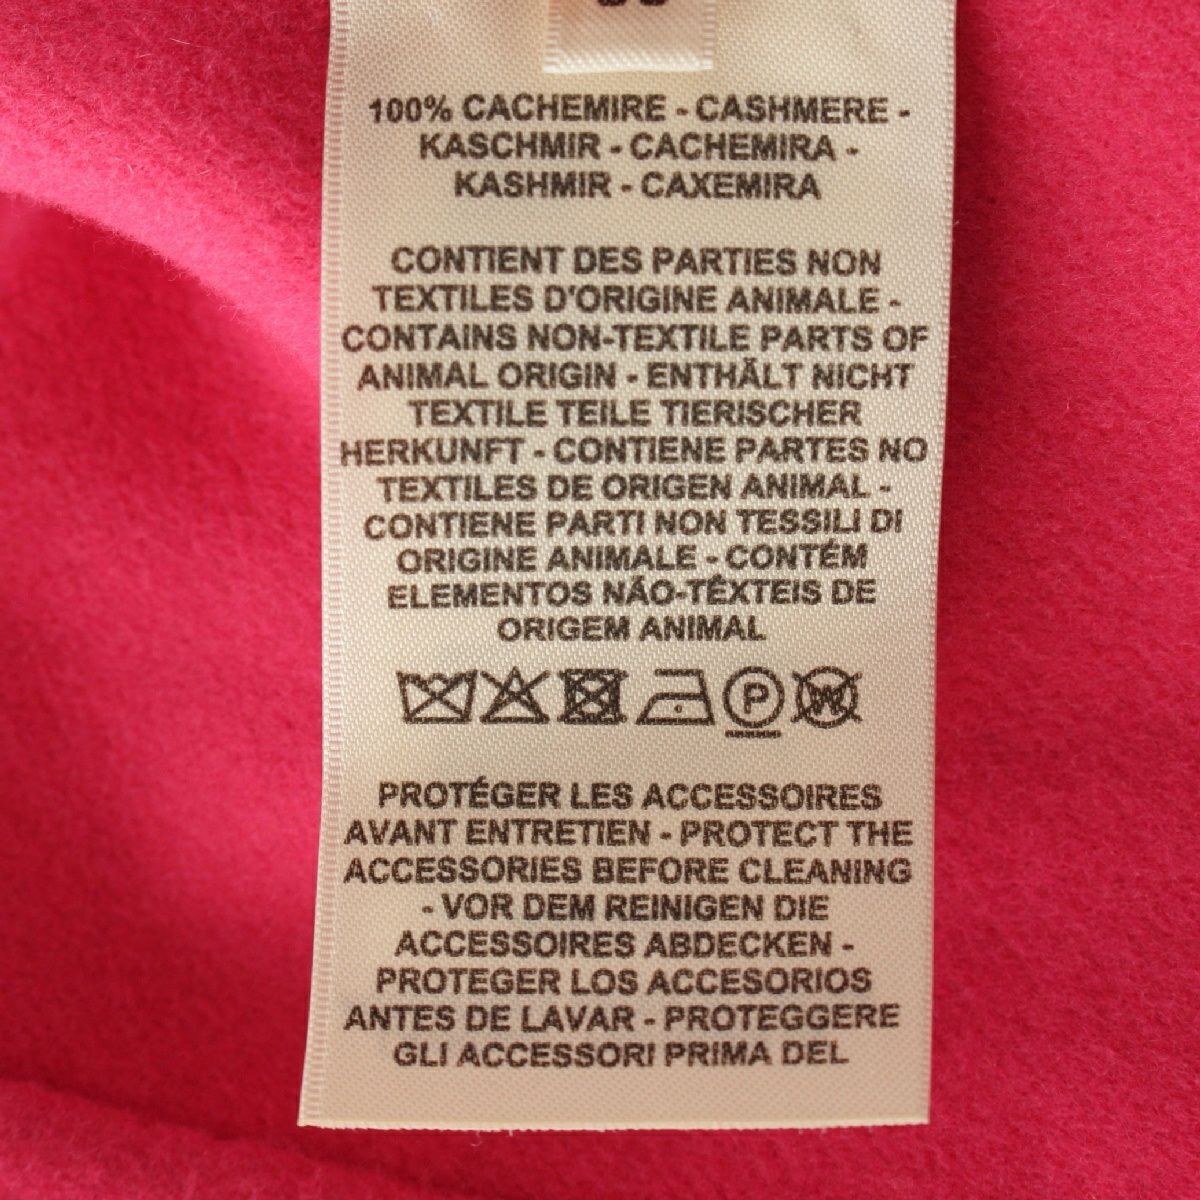 100% CACHEMIRE - CASHMERE -
KASCHMIR - CACHEMIRA -
KASHMIR - CAXEMIRA
CONTIENT DES PARTIES NON
TEXTILES D'ORIGINE ANIMALE -
CONTAINS NON-TEXTILE PARTS OF
ANIMAL ORIGIN - ENTHÄLT NICHT
TEXTILE TEILE TIERISCHER
HERKUNFT - CONTIENE PARTES NO
TEXTILES DE ORIGEN ANIMAL -
CONTIENE PARTI NON TESSILI DI
ORIGINE ANIMALE - CONTÉM
ELEMENTOS NÃO-TÊXTEIS DE
ORIGEM ANIMAL
P W
PROTÉGER LES ACCESSOIRES
AVANT ENTRETIEN - PROTECT THE
ACCESSORIES BEFORE CLEANING
- VOR DEM REINIGEN DIE
ACCESSOIRES ABDECKEN -
PROTEGER LOS ACCESORIOS
ANTES DE LAVAR - PROTEGGERE
GLI ACCESSORI PRIMA DEL